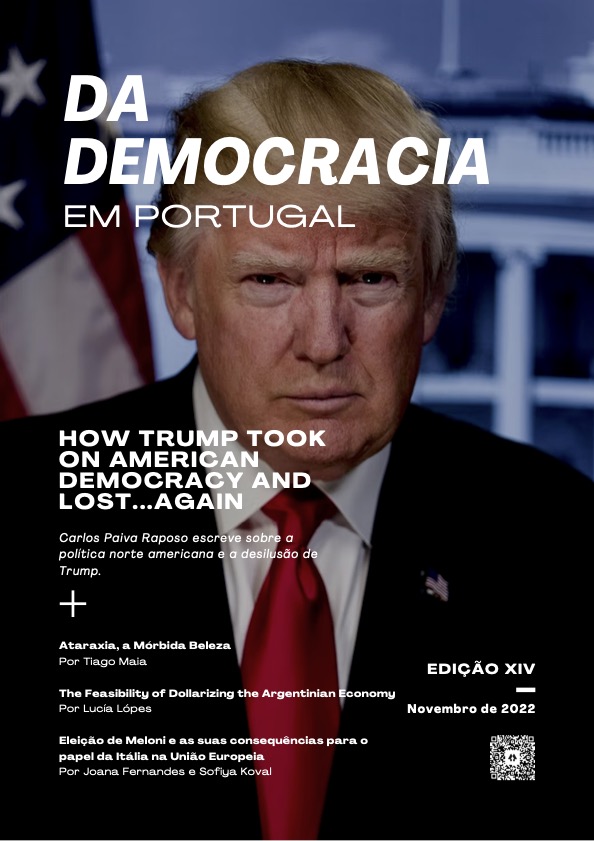 DA
DEMOCRACIA
EM PORTUGAL
HOW TRUMP TOOK
ON AMERICAN
DEMOCRACY AND
LOST...AGAIN
Carlos Paiva Raposo escreve sobre a
política norte americana e a desilusão de
Trump.
Ataraxia, a Mórbida Beleza
Por Tiago Maia
The Feasibility of Dollarizing the Argentinian Economy
Por Lucía Lópes
Eleição de Meloni e as suas consequências para o
papel da Itália na União Europeia
Por Joana Fernandes e Sofiya Koval
EDIÇÃO XIV
Novembro de 2022